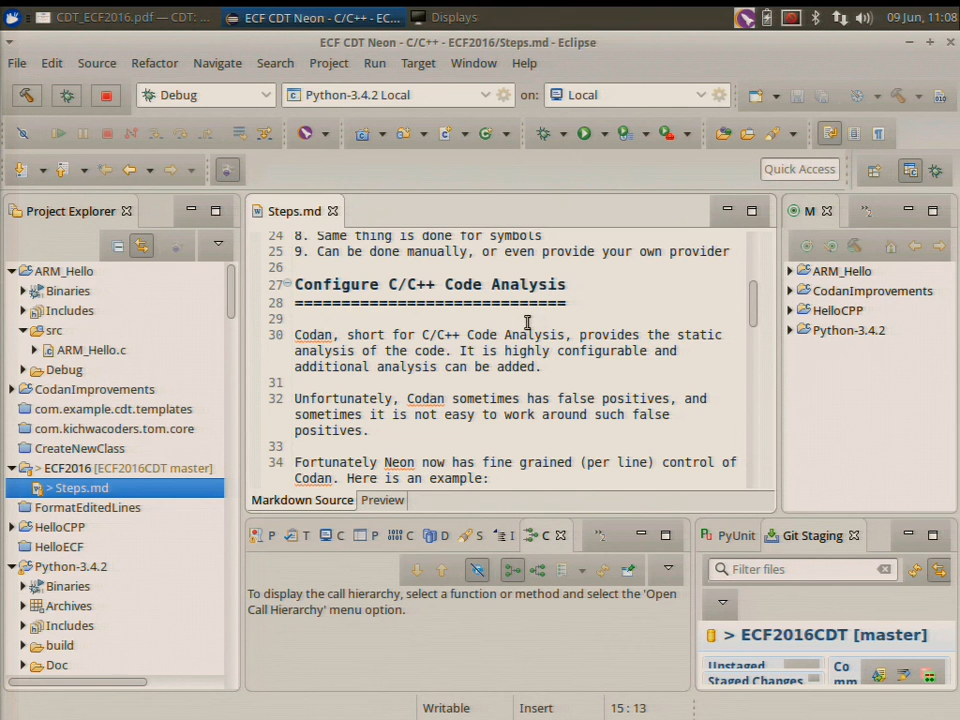 CDT_ECF2016.pdf — CDT: ...
ECF CDT Neon - C/C++ - EC...
Displays
09 Jun, 11:08
ECF CDT Neon - C/C++ - ECF2016/Steps.md - Eclipse
File Edit Source Refactor Navigate Search Project Run Target Window Help
Debug
Python-3.4.2 Local
on:
Local
Quick Access
Project Explorer
Steps.md
M
ARM_Hello
Binaries
Includes
src
ARM_Hello.c
Debug
CodanImprovements
com.example.cdt.templates
com.kichwacoders.tom.core
CreateNewClass
> ECF2016 [ECF2016CDT master]
> Steps.md
FormatEditedLines
HelloCPP
HelloECF
Python-3.4.2
Binaries
Archives
Includes
build
Doc
24 8. Same thing is done for symbols
25 9. Can be done manually, or even provide your own provider
26
27 Configure C/C++ Code Analysis
28 =============================
29
30 Codan, short for C/C++ Code Analysis, provides the static
analysis of the code. It is highly configurable and
additional analysis can be added.
31
32 Unfortunately, Codan sometimes has false positives, and
sometimes it is not easy to work around such false
positives.
33
34 Fortunately Neon now has fine grained (per line) control of
Codan. Here is an example:
Markdown Source Preview
ARM_Hello
CodanImprovements
HelloCPP
Python-3.4.2
P T C P C D S I C
To display the call hierarchy, select a function or method and select the 'Open
Call Hierarchy' menu option.
PyUnit
Git Staging
Filter files
> ECF2016CDT [master]
Unstaged
Staged Changes
Co
mm
Writable
Insert
15 : 13